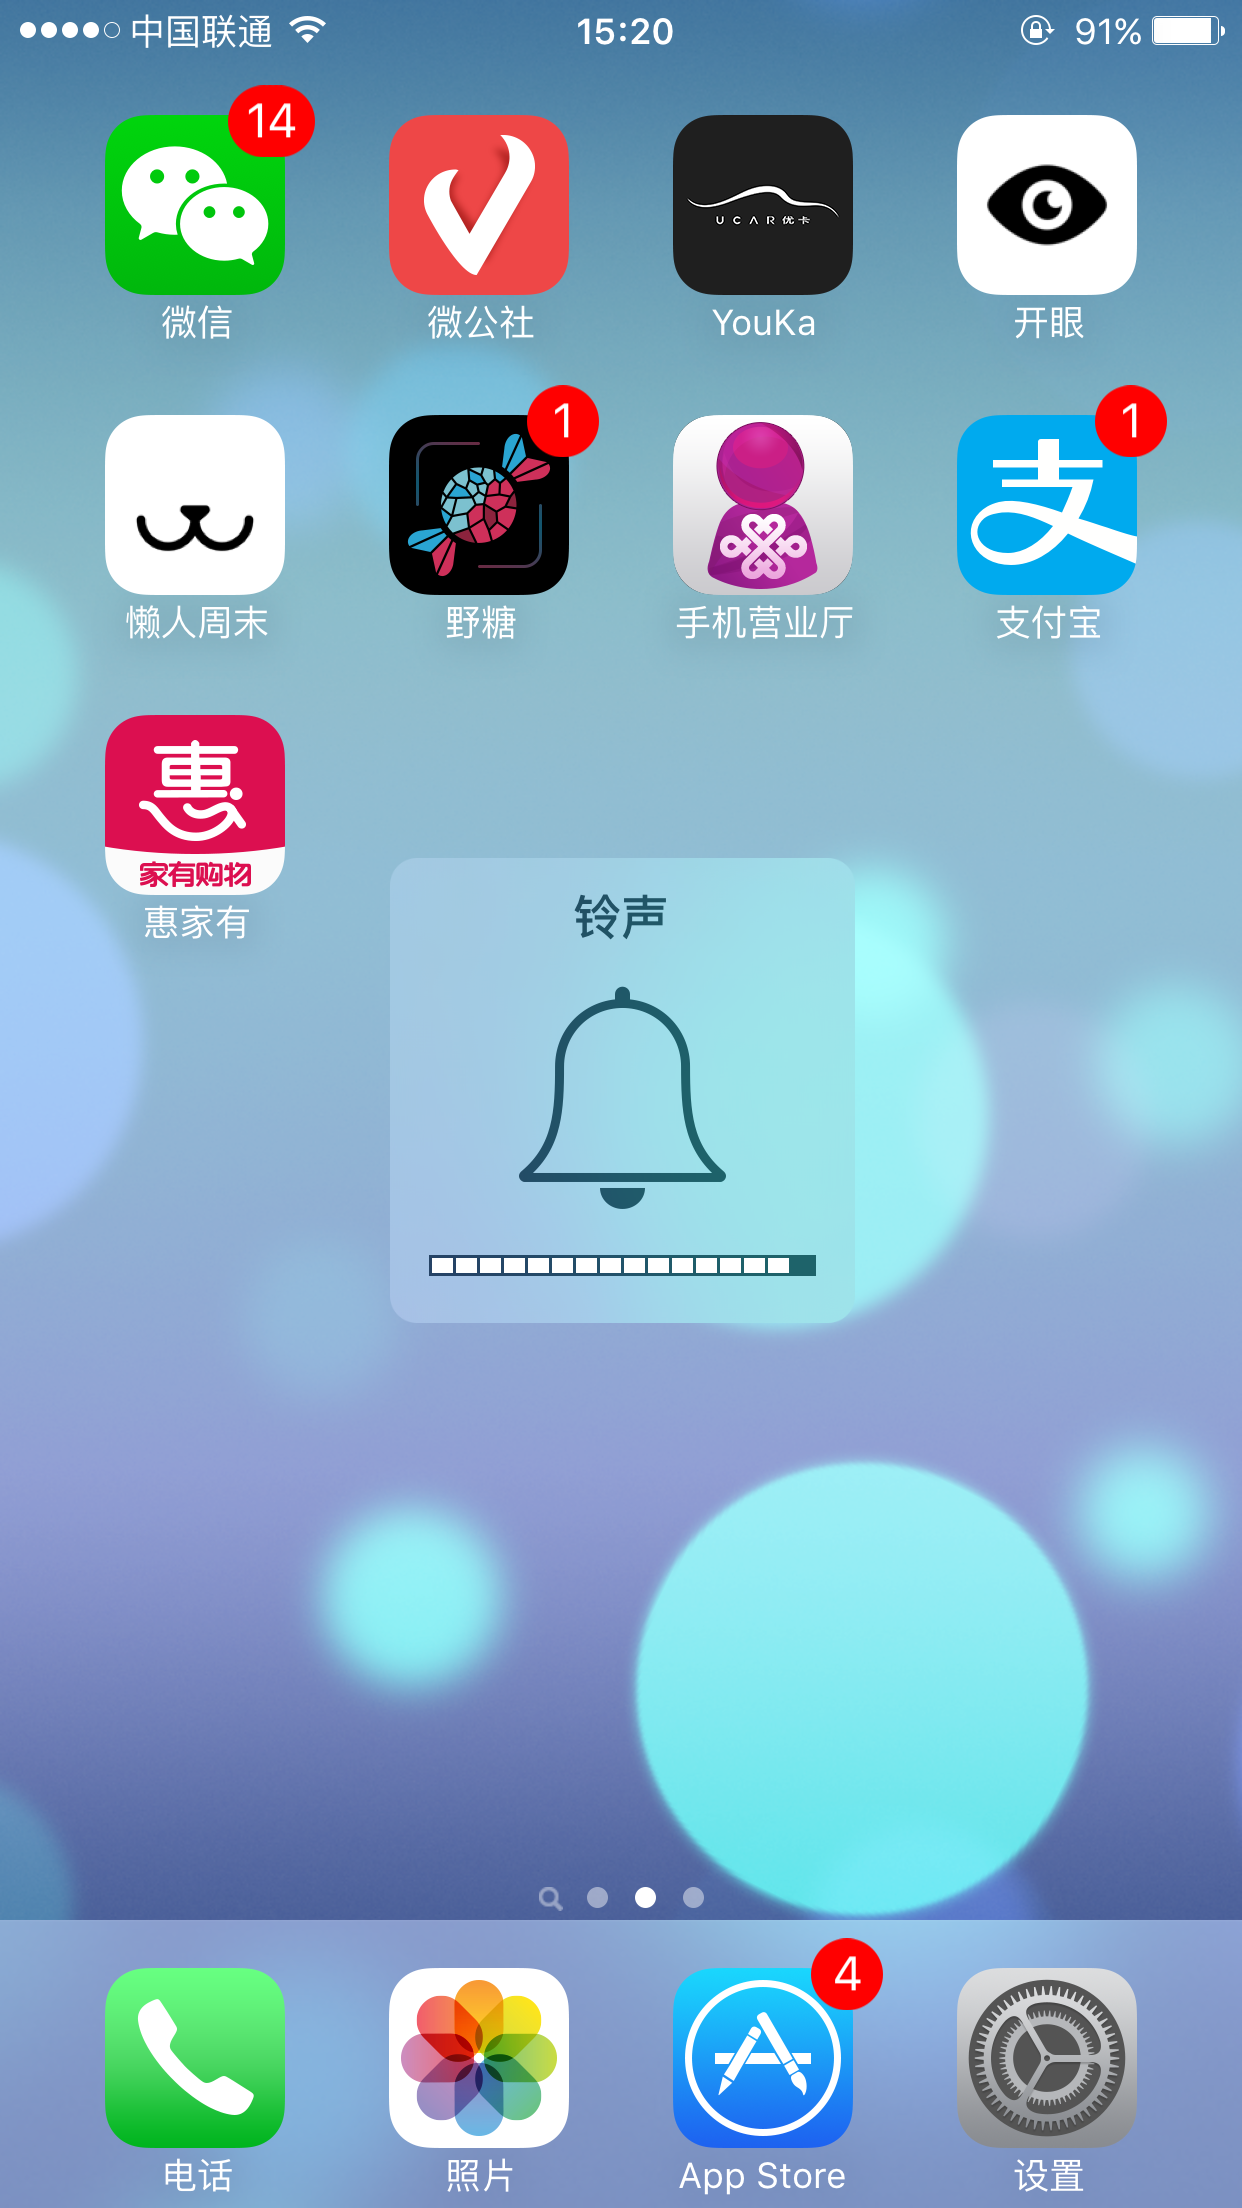 中国联通 15:20 91%
14
UCAR优卡
微信 微公社 YouKa 开眼
1 1
支
懒人周末 野糖 手机营业厅 支付宝
惠
家有购物
惠家有
铃声
4
电话 照片 App Store 设置